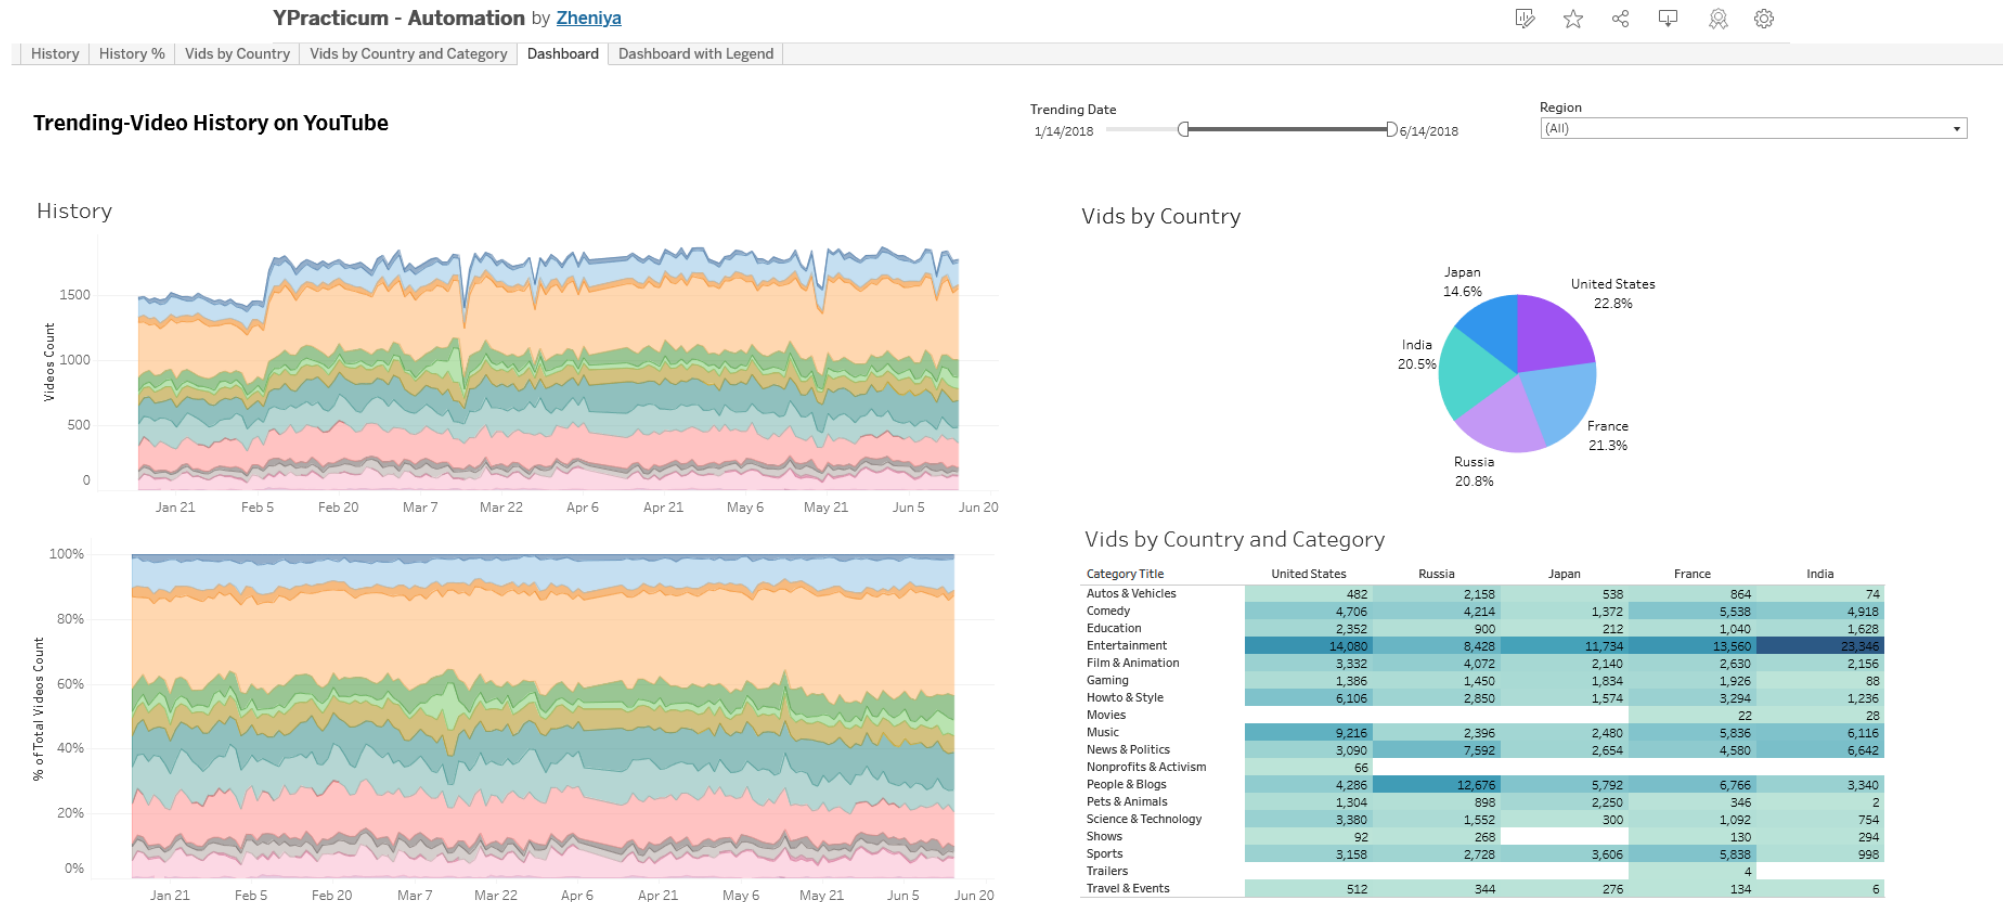 YPracticum - Automation by Zheniya
History History % Vids by Country Vids by Country and Category Dashboard Dashboard with Legend
Trending-Video History on YouTube
Trending Date
1/14/2018 6/14/2018
Region
(All)
History
Videos Count
1500
1000
500
0
Jan 21 Feb 5 Feb 20 Mar 7 Mar 22 Apr 6 Apr 21 May 6 May 21 Jun 5 Jun 20
% of Total Videos Count
100%
80%
60%
40%
20%
0%
Jan 21 Feb 5 Feb 20 Mar 7 Mar 22 Apr 6 Apr 21 May 6 May 21 Jun 5 Jun 20
Vids by Country
Japan
14.6%
United States
22.8%
India
20.5%
France
21.3%
Russia
20.8%
Vids by Country and Category
Category Title United States Russia Japan France India
Autos & Vehicles 482 2,158 538 864 74
Comedy 4,706 4,214 1,372 5,538 4,918
Education 2,352 900 212 1,040 1,628
Entertainment 14,080 8,428 11,734 13,560 23,346
Film & Animation 3,332 4,072 2,140 2,630 2,156
Gaming 1,386 1,450 1,834 1,926 88
Howto & Style 6,106 2,850 1,574 3,294 1,236
Movies 22 28
Music 9,216 2,396 2,480 5,836 6,116
News & Politics 3,090 7,592 2,654 4,580 6,642
Nonprofits & Activism 66
People & Blogs 4,286 12,676 5,792 6,766 3,340
Pets & Animals 1,304 898 2,250 346 2
Science & Technology 3,380 1,552 300 1,092 754
Shows 92 268 130 294
Sports 3,158 2,728 3,606 5,838 998
Trailers 4
Travel & Events 512 344 276 134 6